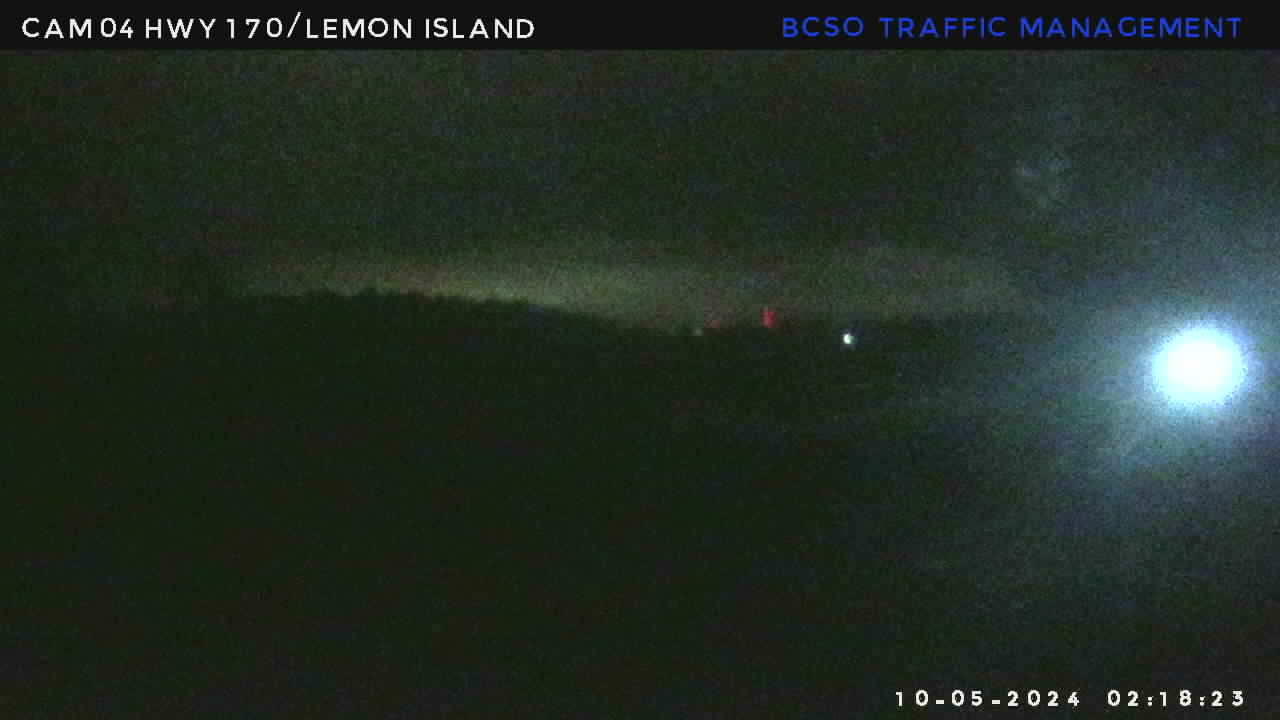 CAM04 HWY 170/LEMON ISLAND
BCSO TRAFFIC MANAGEMENT
10-05-2024 02:18:23